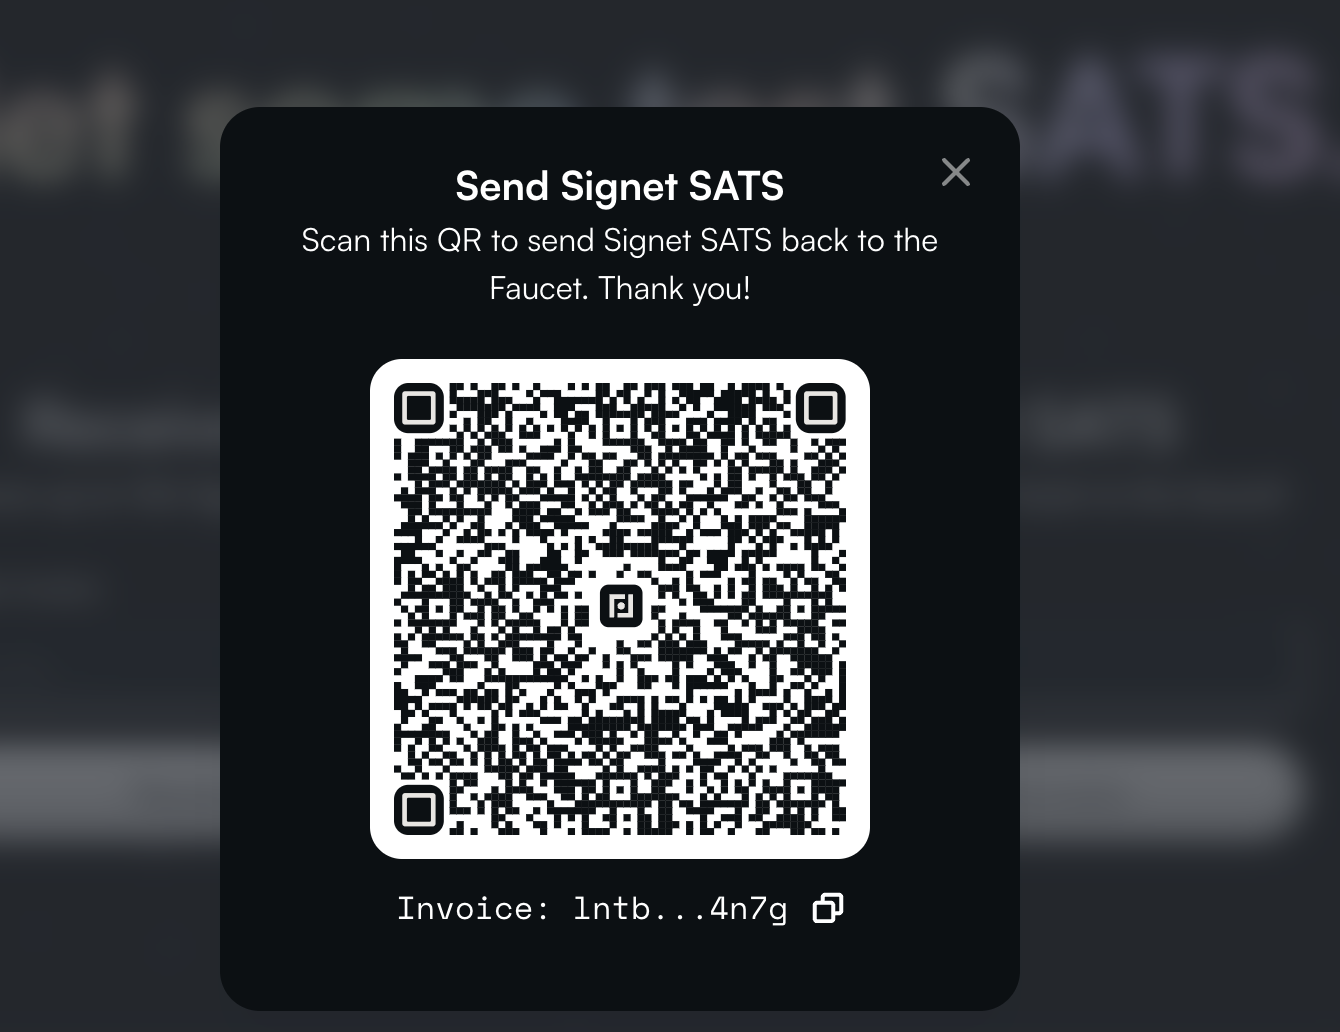 SATS
Send Signet SATS
Scan this QR to send Signet SATS back to the
Faucet. Thank you!
Invoice: lntb...4n7g